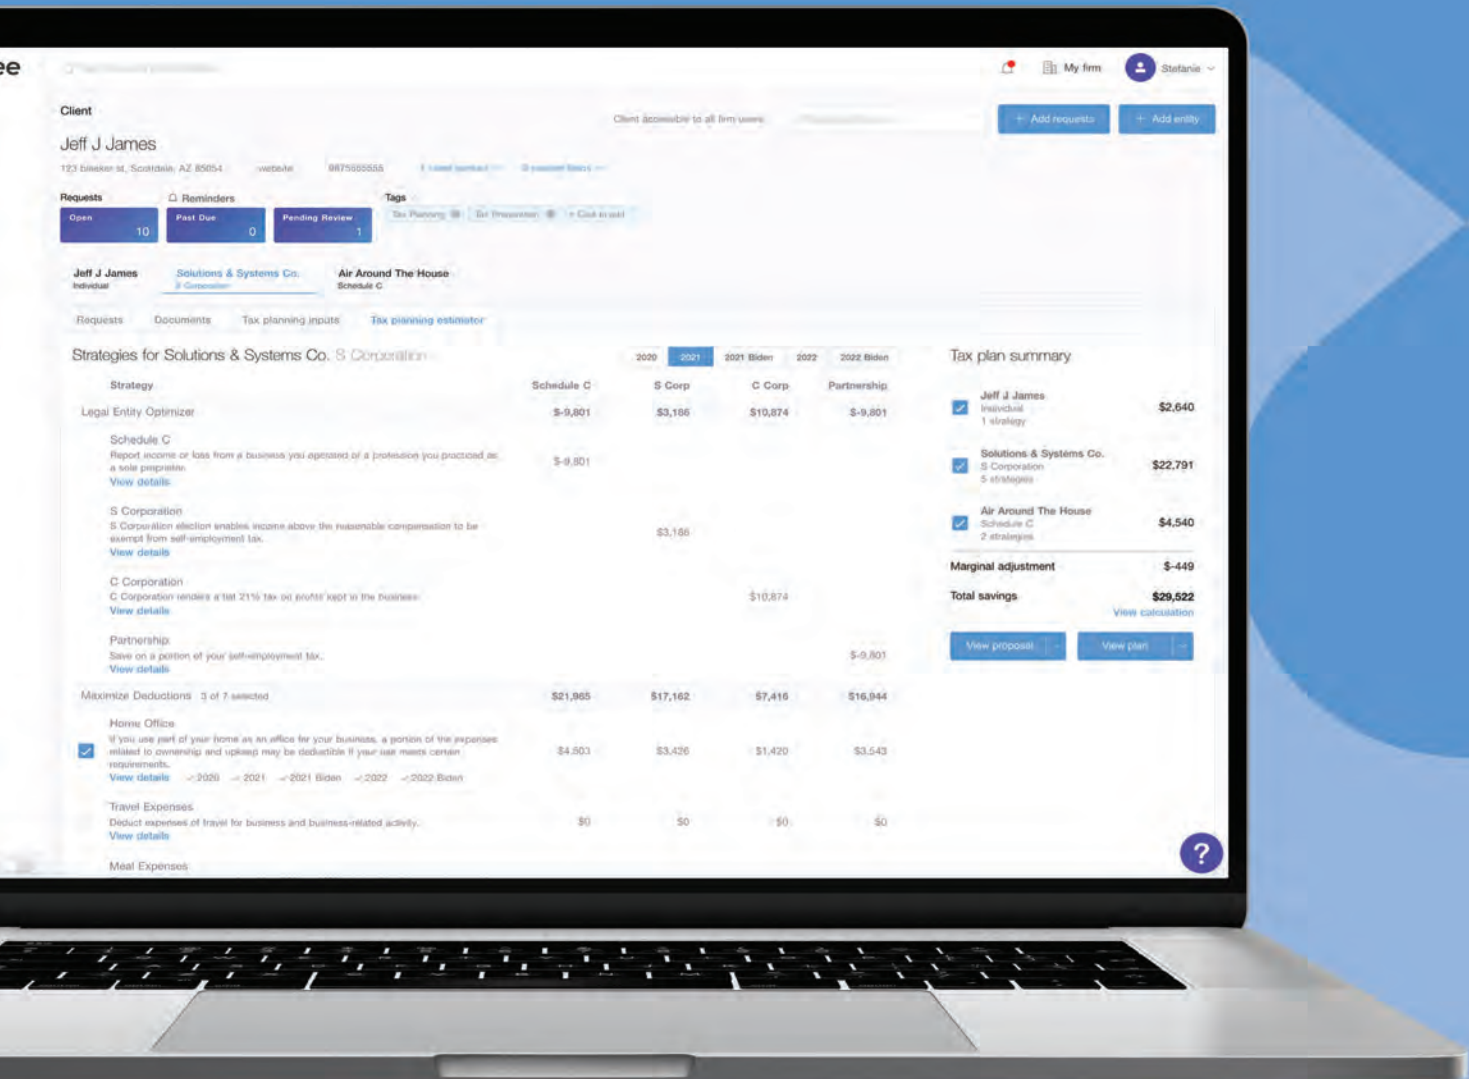 ee
My firm
Stefanie
Client
Client accessible to all firm users
+ Add requests
+ Add entity
Jeff J James
123 bleeker st, Scottdale, AZ 85054 website 9875555555
Requests
Reminders
Tags
Open
10
Past Due
0
Pending Review
1
Tax Planning
Tax Preparation
+ Click to add
Jeff J James
Individual
Solutions & Systems Co.
S Corporation
Air Around The House
Schedule C
Requests Documents Tax planning inputs Tax planning estimator
Strategies for Solutions & Systems Co. S Corporation
2020 2021 2021 Biden 2022 2022 Biden
Strategy Schedule C S Corp C Corp Partnership
Legal Entity Optimizer $-9,801 $3,186 $10,874 $-9,801
Schedule C
Report income or loss from a business you operated or a profession you practiced as
a sole proprietor.
$-9,801
View details
S Corporation
S Corporation election enables income above the reasonable compensation to be
exempt from self-employment tax.
$3,186
View details
C Corporation
C Corporation renders a flat 21% tax on profits kept in the business.
$10,874
View details
Partnership
Save on a portion of your self-employment tax.
$-9,801
View details
Maximize Deductions 3 of 7 selected $21,965 $17,162 $7,416 $16,944
Home Office
If you use part of your home as an office for your business, a portion of the expenses
related to ownership and upkeep may be deductible if your use meets certain
requirements.
$4,503 $3,426 $1,420 $3,543
View details 2020 2021 2021 Biden 2022 2022 Biden
Travel Expenses
Deduct expenses of travel for business and business-related activity.
$0 $0 $0 $0
View details
Meal Expenses
Tax plan summary
Jeff J James
Individual
1 strategy
$2,640
Solutions & Systems Co.
S Corporation
5 strategies
$22,791
Air Around The House
Schedule C
2 strategies
$4,540
Marginal adjustment $-449
Total savings $29,522
View calculation
View proposal
View plan
?